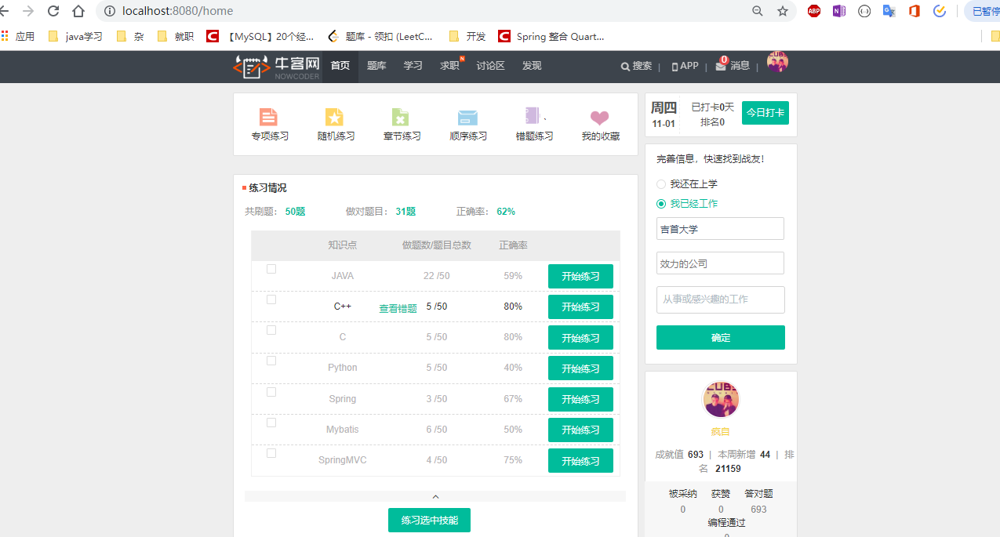 localhost:8080/home
ABP
已暂停
应用
java学习
杂
就职
【MySQL】20个经...
题库 - 领扣 (LeetC...
开发
Spring 整合 Quart...
牛客网
NOWCODER
首页
题库
学习
求职
N
讨论区
发现
搜索 |
APP |
0
消息 |
专项练习
随机练习
章节练习
顺序练习
、
错题练习
我的收藏
周四
11-01
已打卡0天
排名0
今日打卡
练习情况
共刷题： 50题
做对题目： 31题
正确率： 62%
知识点 做题数/题目总数 正确率
JAVA 22 /50 59% 开始练习
C++ 查看错题 5 /50 80% 开始练习
C 5 /50 80% 开始练习
Python 5 /50 40% 开始练习
Spring 3 /50 67% 开始练习
Mybatis 6 /50 50% 开始练习
SpringMVC 4 /50 75% 开始练习
练习选中技能
完善信息，快速找到战友！
我还在上学
我已经工作
吉首大学
效力的公司
从事或感兴趣的工作
确定
成就值 693 | 本周新增 44 | 排
名 21159
被采纳 获赞 答对题
0 0 693
编程通过
0